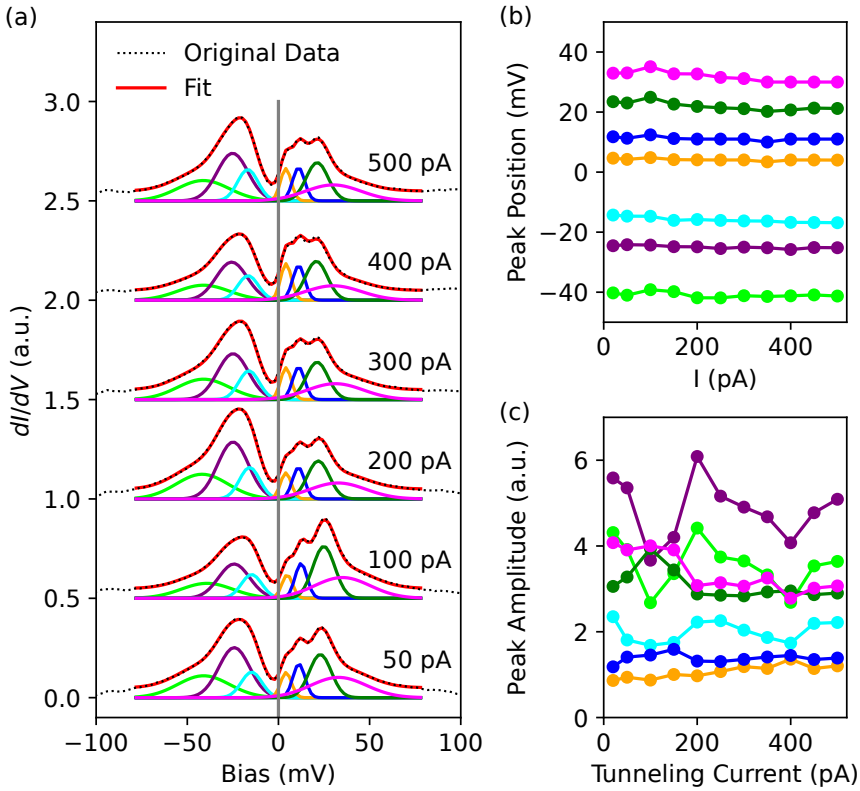 (a)
Original Data
Fit
3.0
2.5
2.0
1.5
1.0
0.5
0.0
dI/dV (a.u.)
500 pA
400 pA
300 pA
200 pA
100 pA
50 pA
−100
−50
0
50
100
Bias (mV)
(b)
40
20
0
−20
−40
Peak Position (mV)
0
200
400
I (pA)
(c)
6
4
2
0
Peak Amplitude (a.u.)
0
200
400
Tunneling Current (pA)